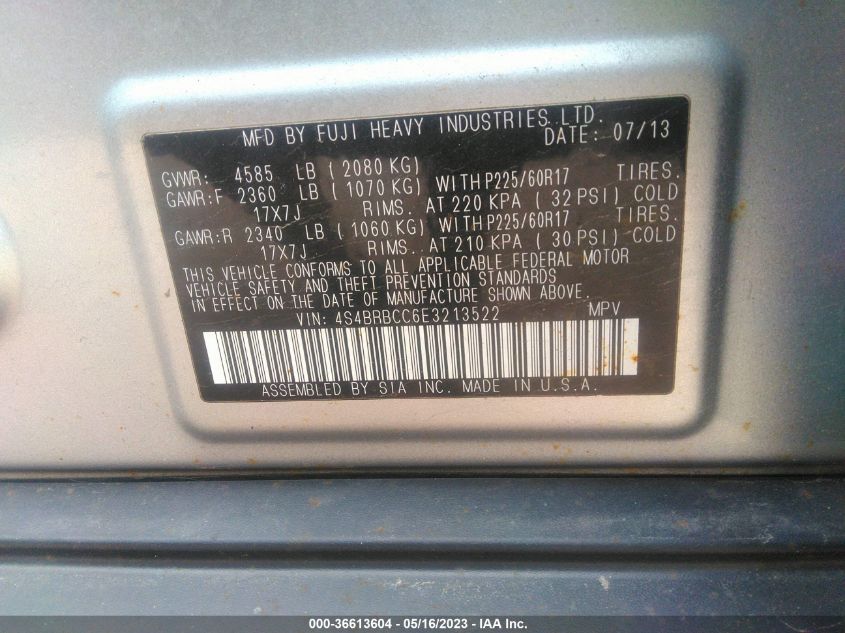 MFD BY FUJI HEAVY INDUSTRIES LTD.
DATE: 07/13
GVWR: 4585 LB (2080 KG)
GAWR:F 2360 LB (1070 KG) WITH P225/60R17 TIRES.
17X7J RIMS. AT 220 KPA (32 PSI) COLD
GAWR:R 2340 LB (1060 KG) WITH P225/60R17 TIRES.
17X7J RIMS. AT 210 KPA (30 PSI) COLD
THIS VEHICLE CONFORMS TO ALL APPLICABLE FEDERAL MOTOR
VEHICLE SAFETY AND THEFT PREVENTION STANDARDS
IN EFFECT ON THE DATE OF MANUFACTURE SHOWN ABOVE.
VIN: 4S4BRBCC6E3213522 MPV
ASSEMBLED BY SIA INC. MADE IN U.S.A.
000-36613604 - 05/16/2023 - IAA Inc.